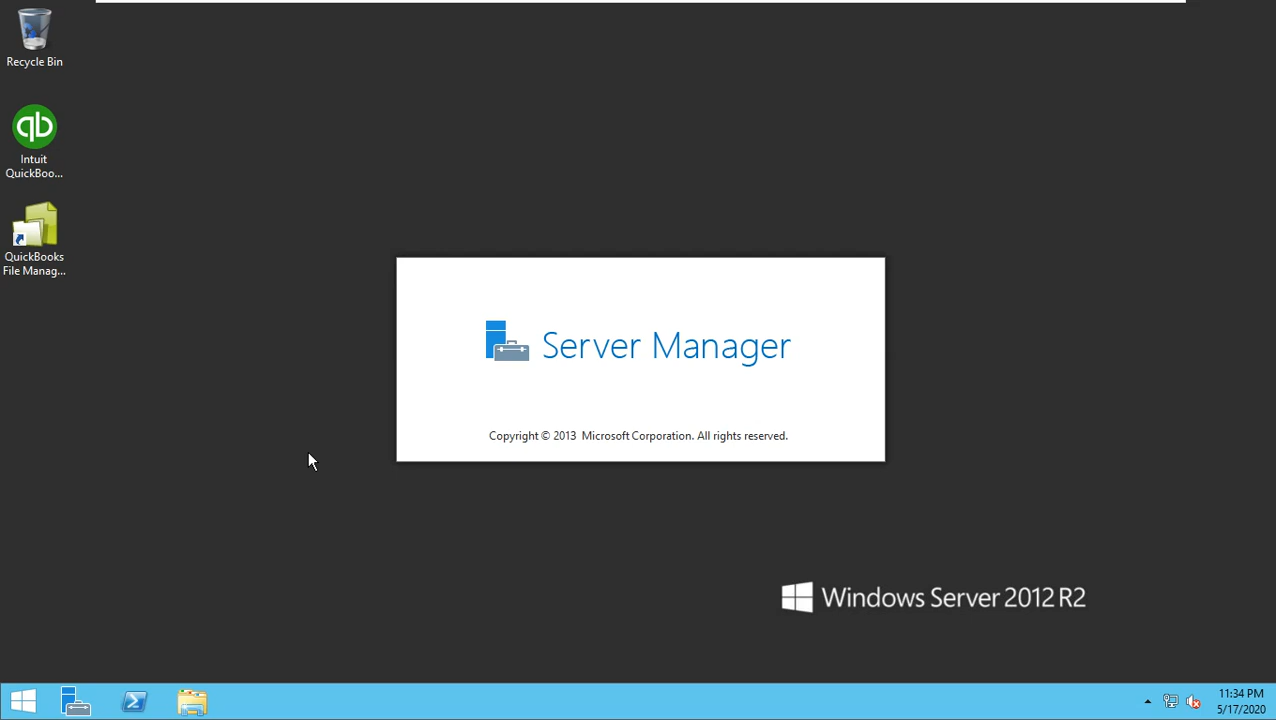 Recycle Bin
qb
Intuit
QuickBoo...
QuickBooks
File Manag...
Server Manager
Copyright © 2013 Microsoft Corporation. All rights reserved.
Windows Server 2012 R2
11:34 PM
5/17/2020